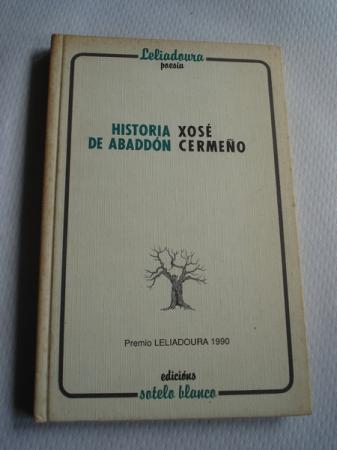 Leliadoura
poesía
HISTORIA XOSÉ
DE ABADDÓN CERMEÑO
Premio LELIADOURA 1990
edicións
sotelo blanco